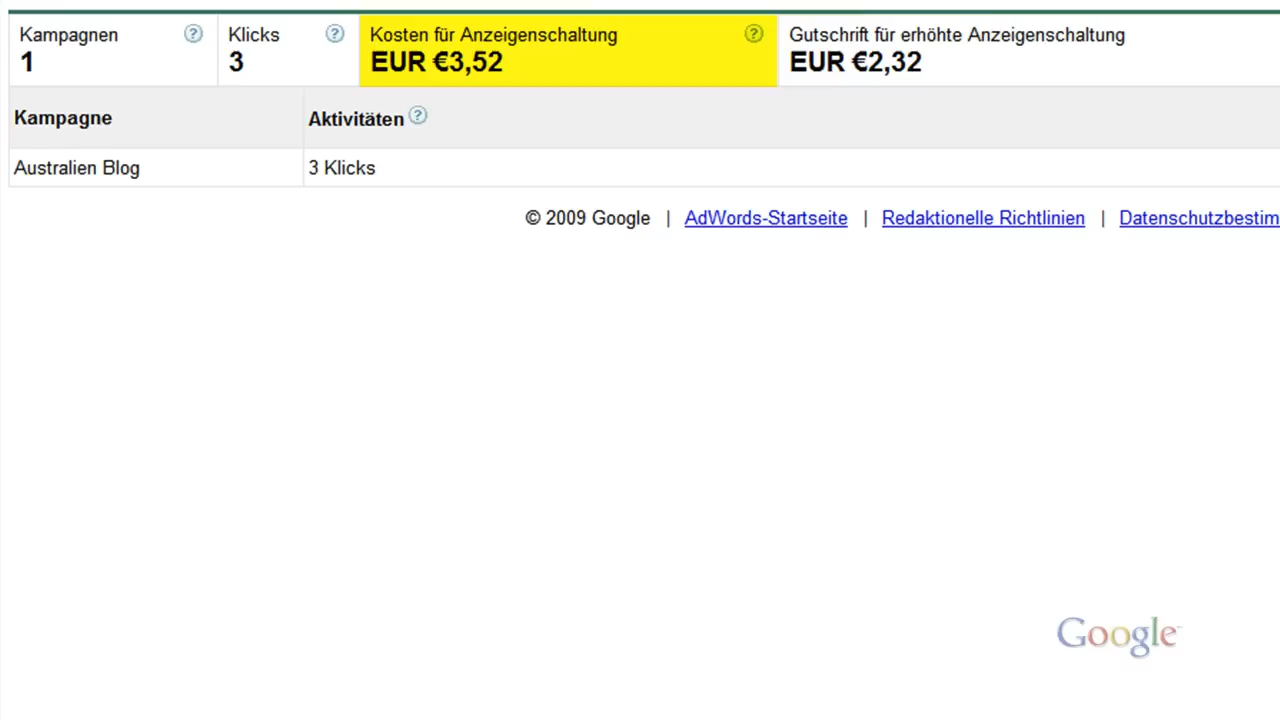 Kampagnen ? Klicks ? Kosten für Anzeigenschaltung ? Gutschrift für erhöhte Anzeigenschaltung
1 3 EUR €3,52 EUR €2,32
Kampagne Aktivitäten ?
Australien Blog 3 Klicks
© 2009 Google | AdWords-Startseite | Redaktionelle Richtlinien | Datenschutzbestim
Google